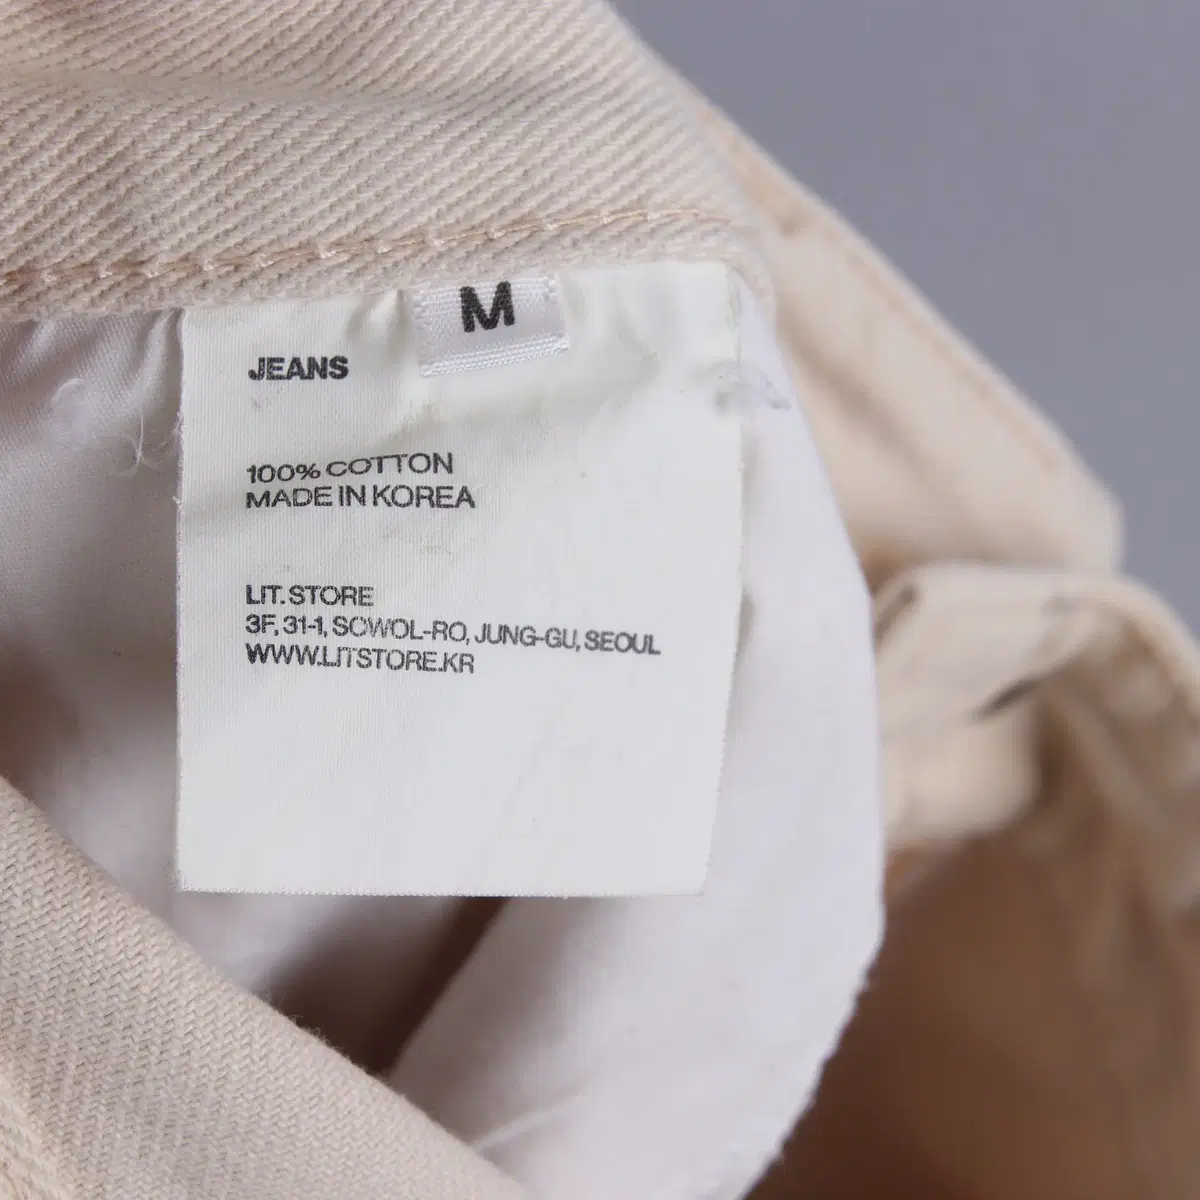 M
JEANS
100% COTTON
MADE IN KOREA
LIT. STORE
3F, 31-1, SOWOL-RO, JUNG-GU, SEOUL
WWW.LITSTORE.KR